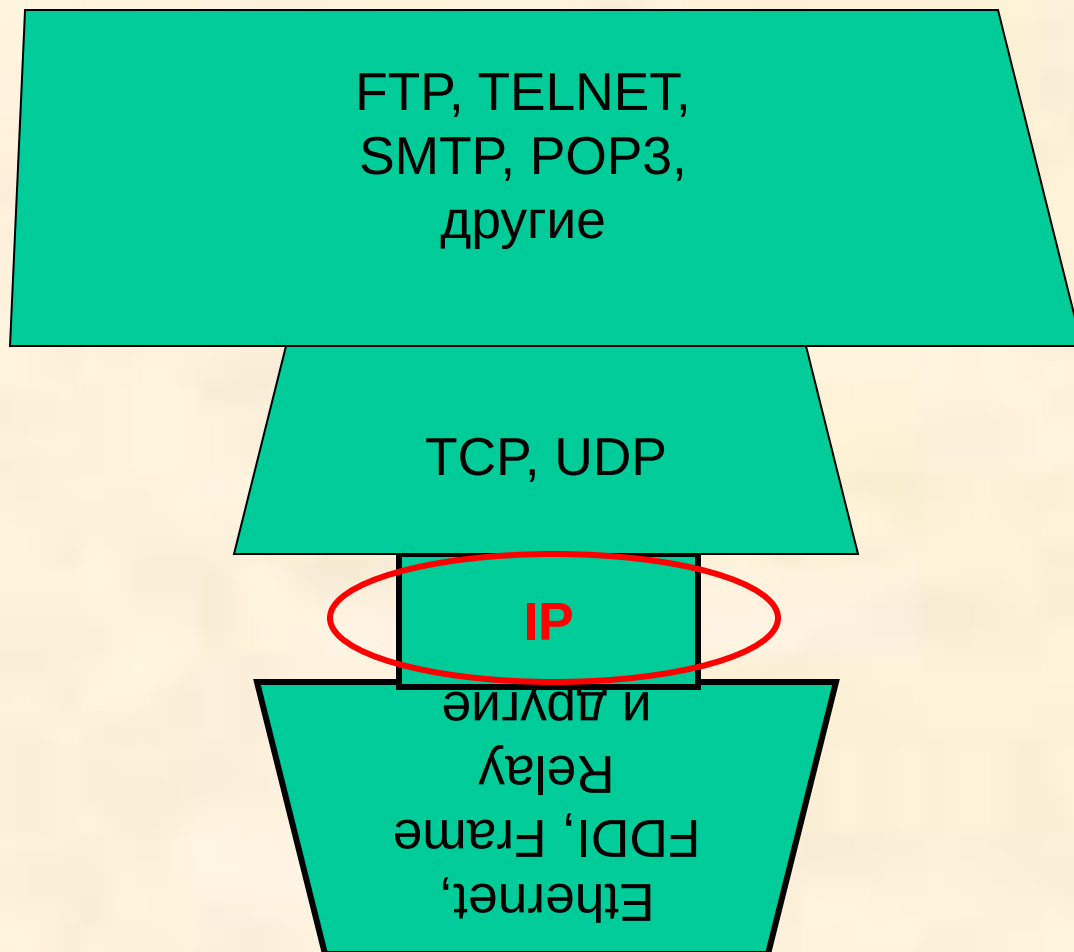 FTP, TELNET,
SMTP, POP3,
другие
TCP, UDP
IP
Ethernet,
FDDI, Frame
Relay
и другие